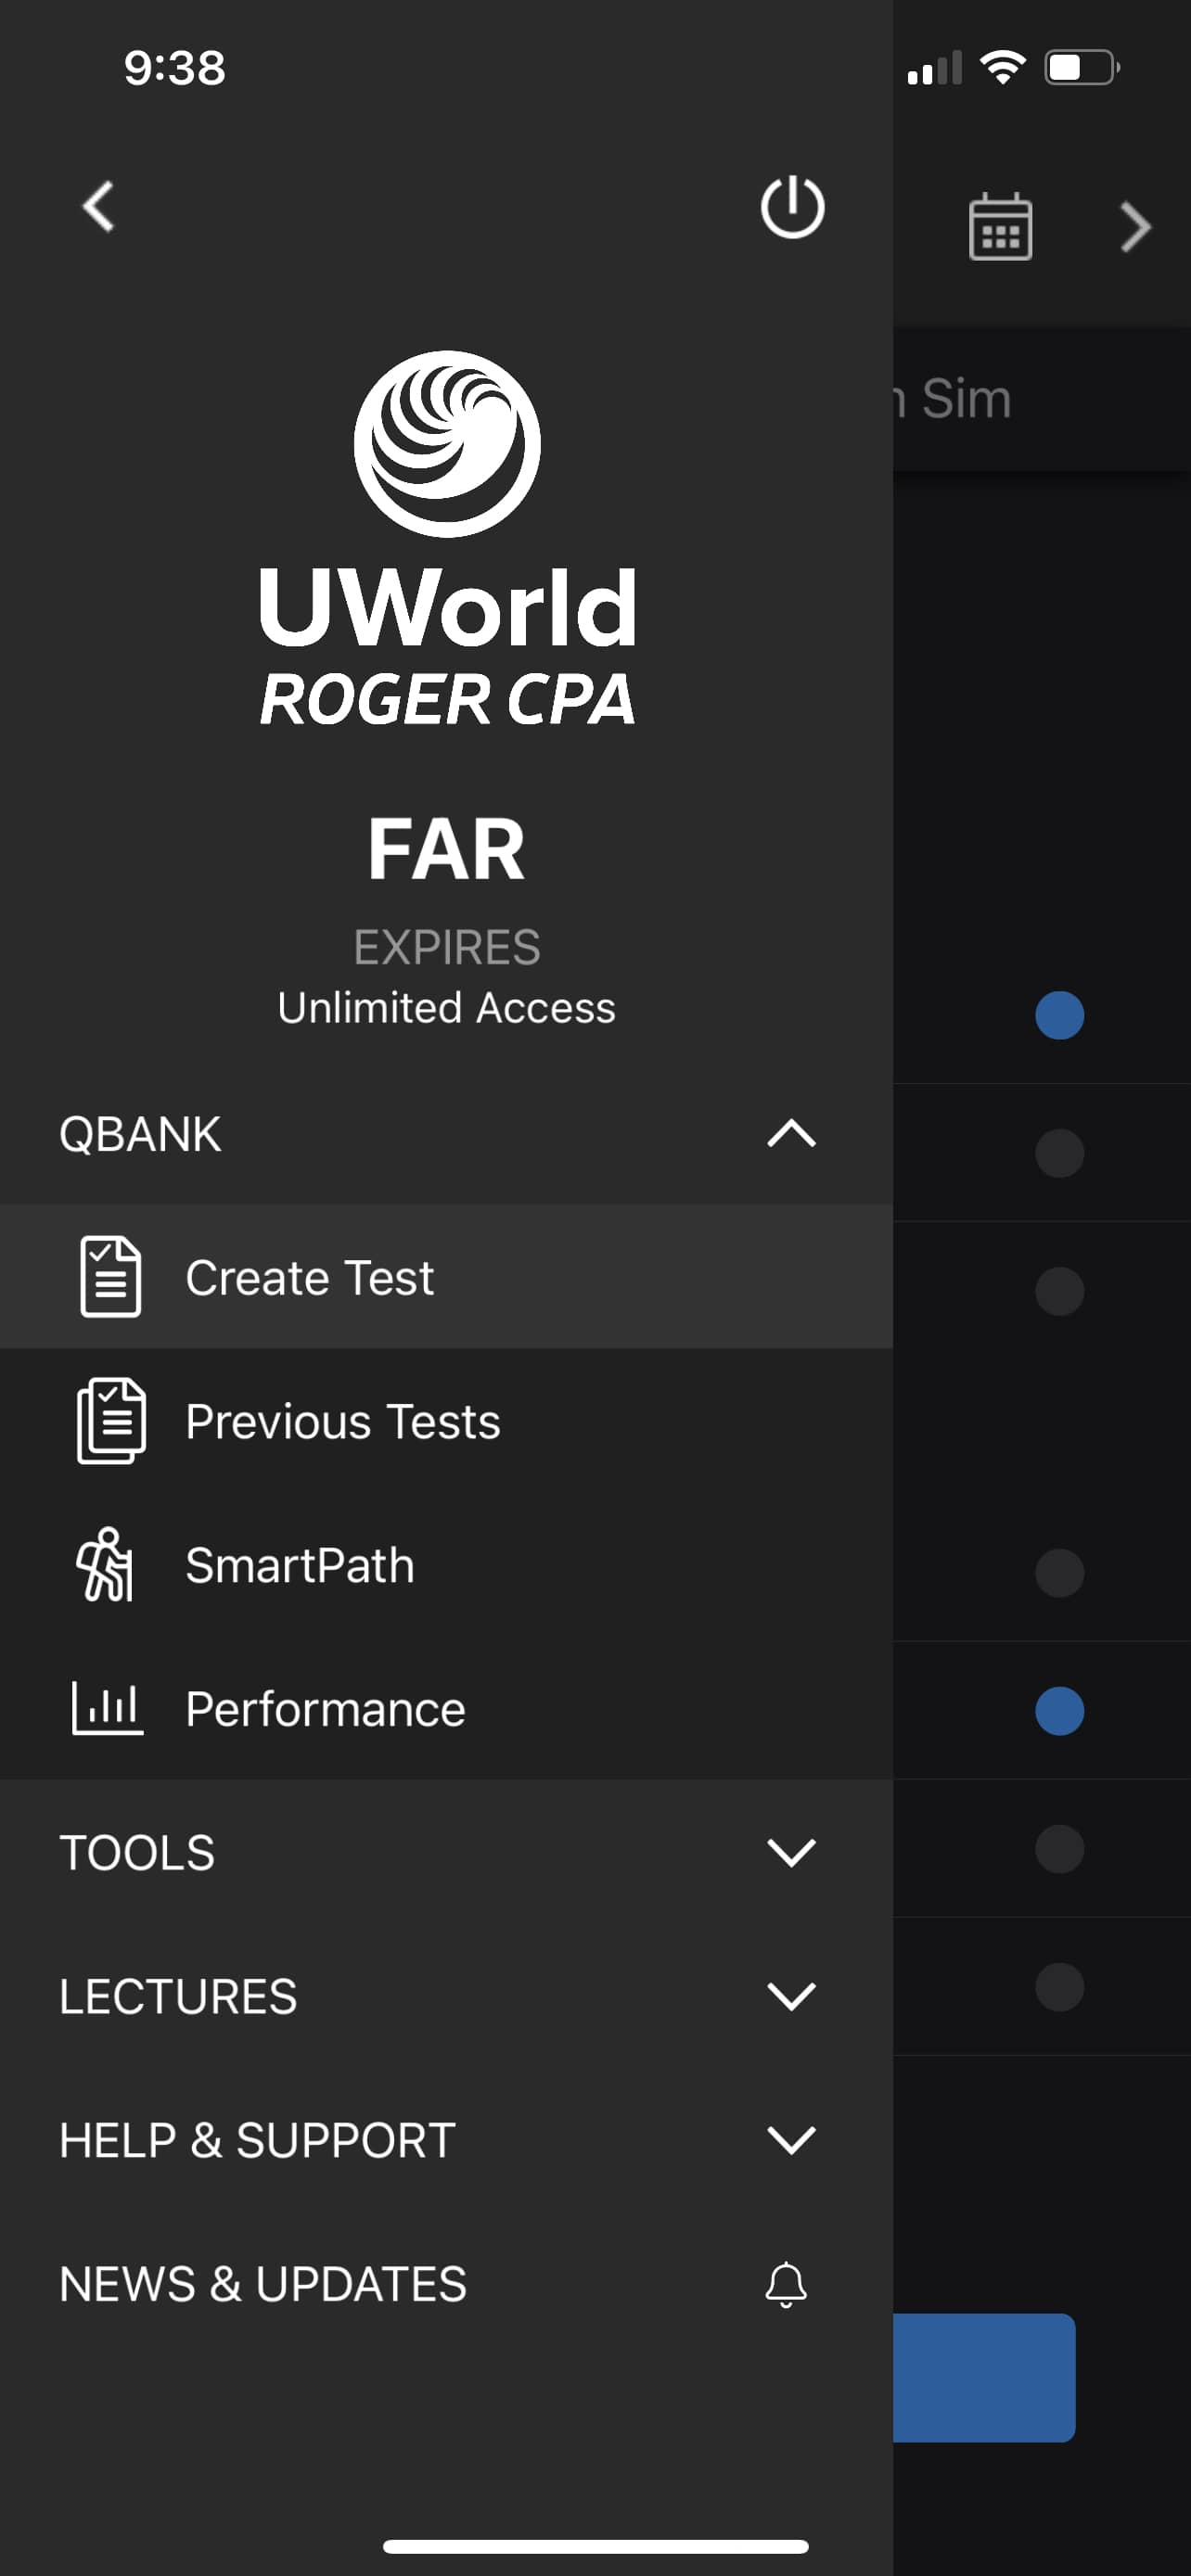 9:38
UWorld
ROGER CPA
FAR
EXPIRES
Unlimited Access
QBANK
Create Test
Previous Tests
SmartPath
Performance
TOOLS
LECTURES
HELP & SUPPORT
NEWS & UPDATES
Sim